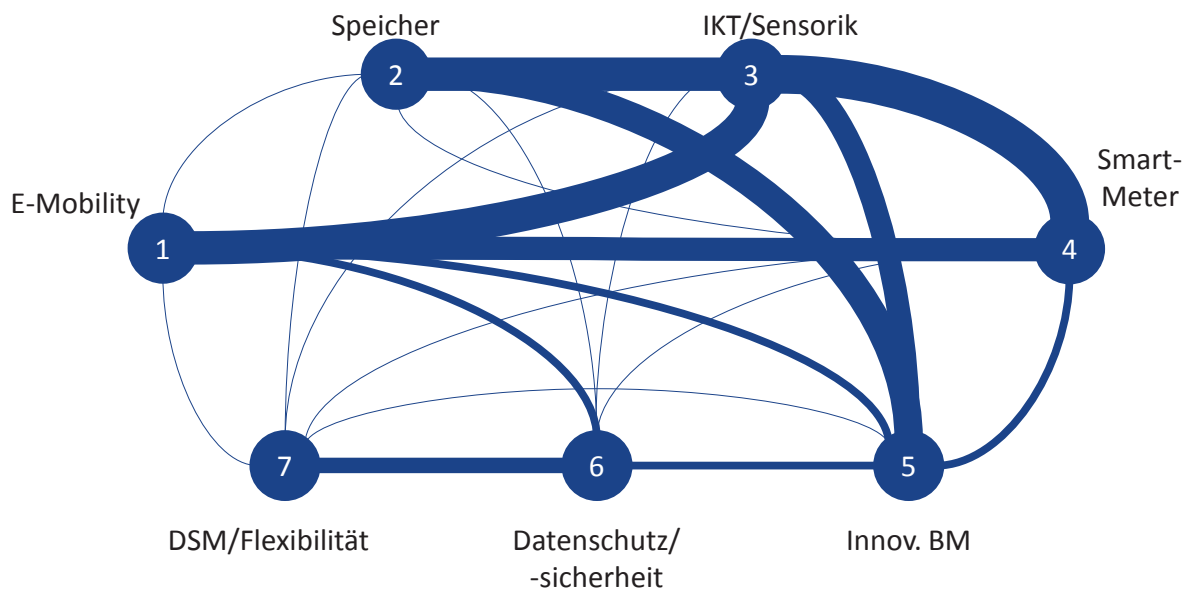 Speicher
IKT/Sensorik
2
3
Smart-
Meter
E-Mobility
1
4
7
6
5
DSM/Flexibilität
Datenschutz/
-sicherheit
Innov. BM